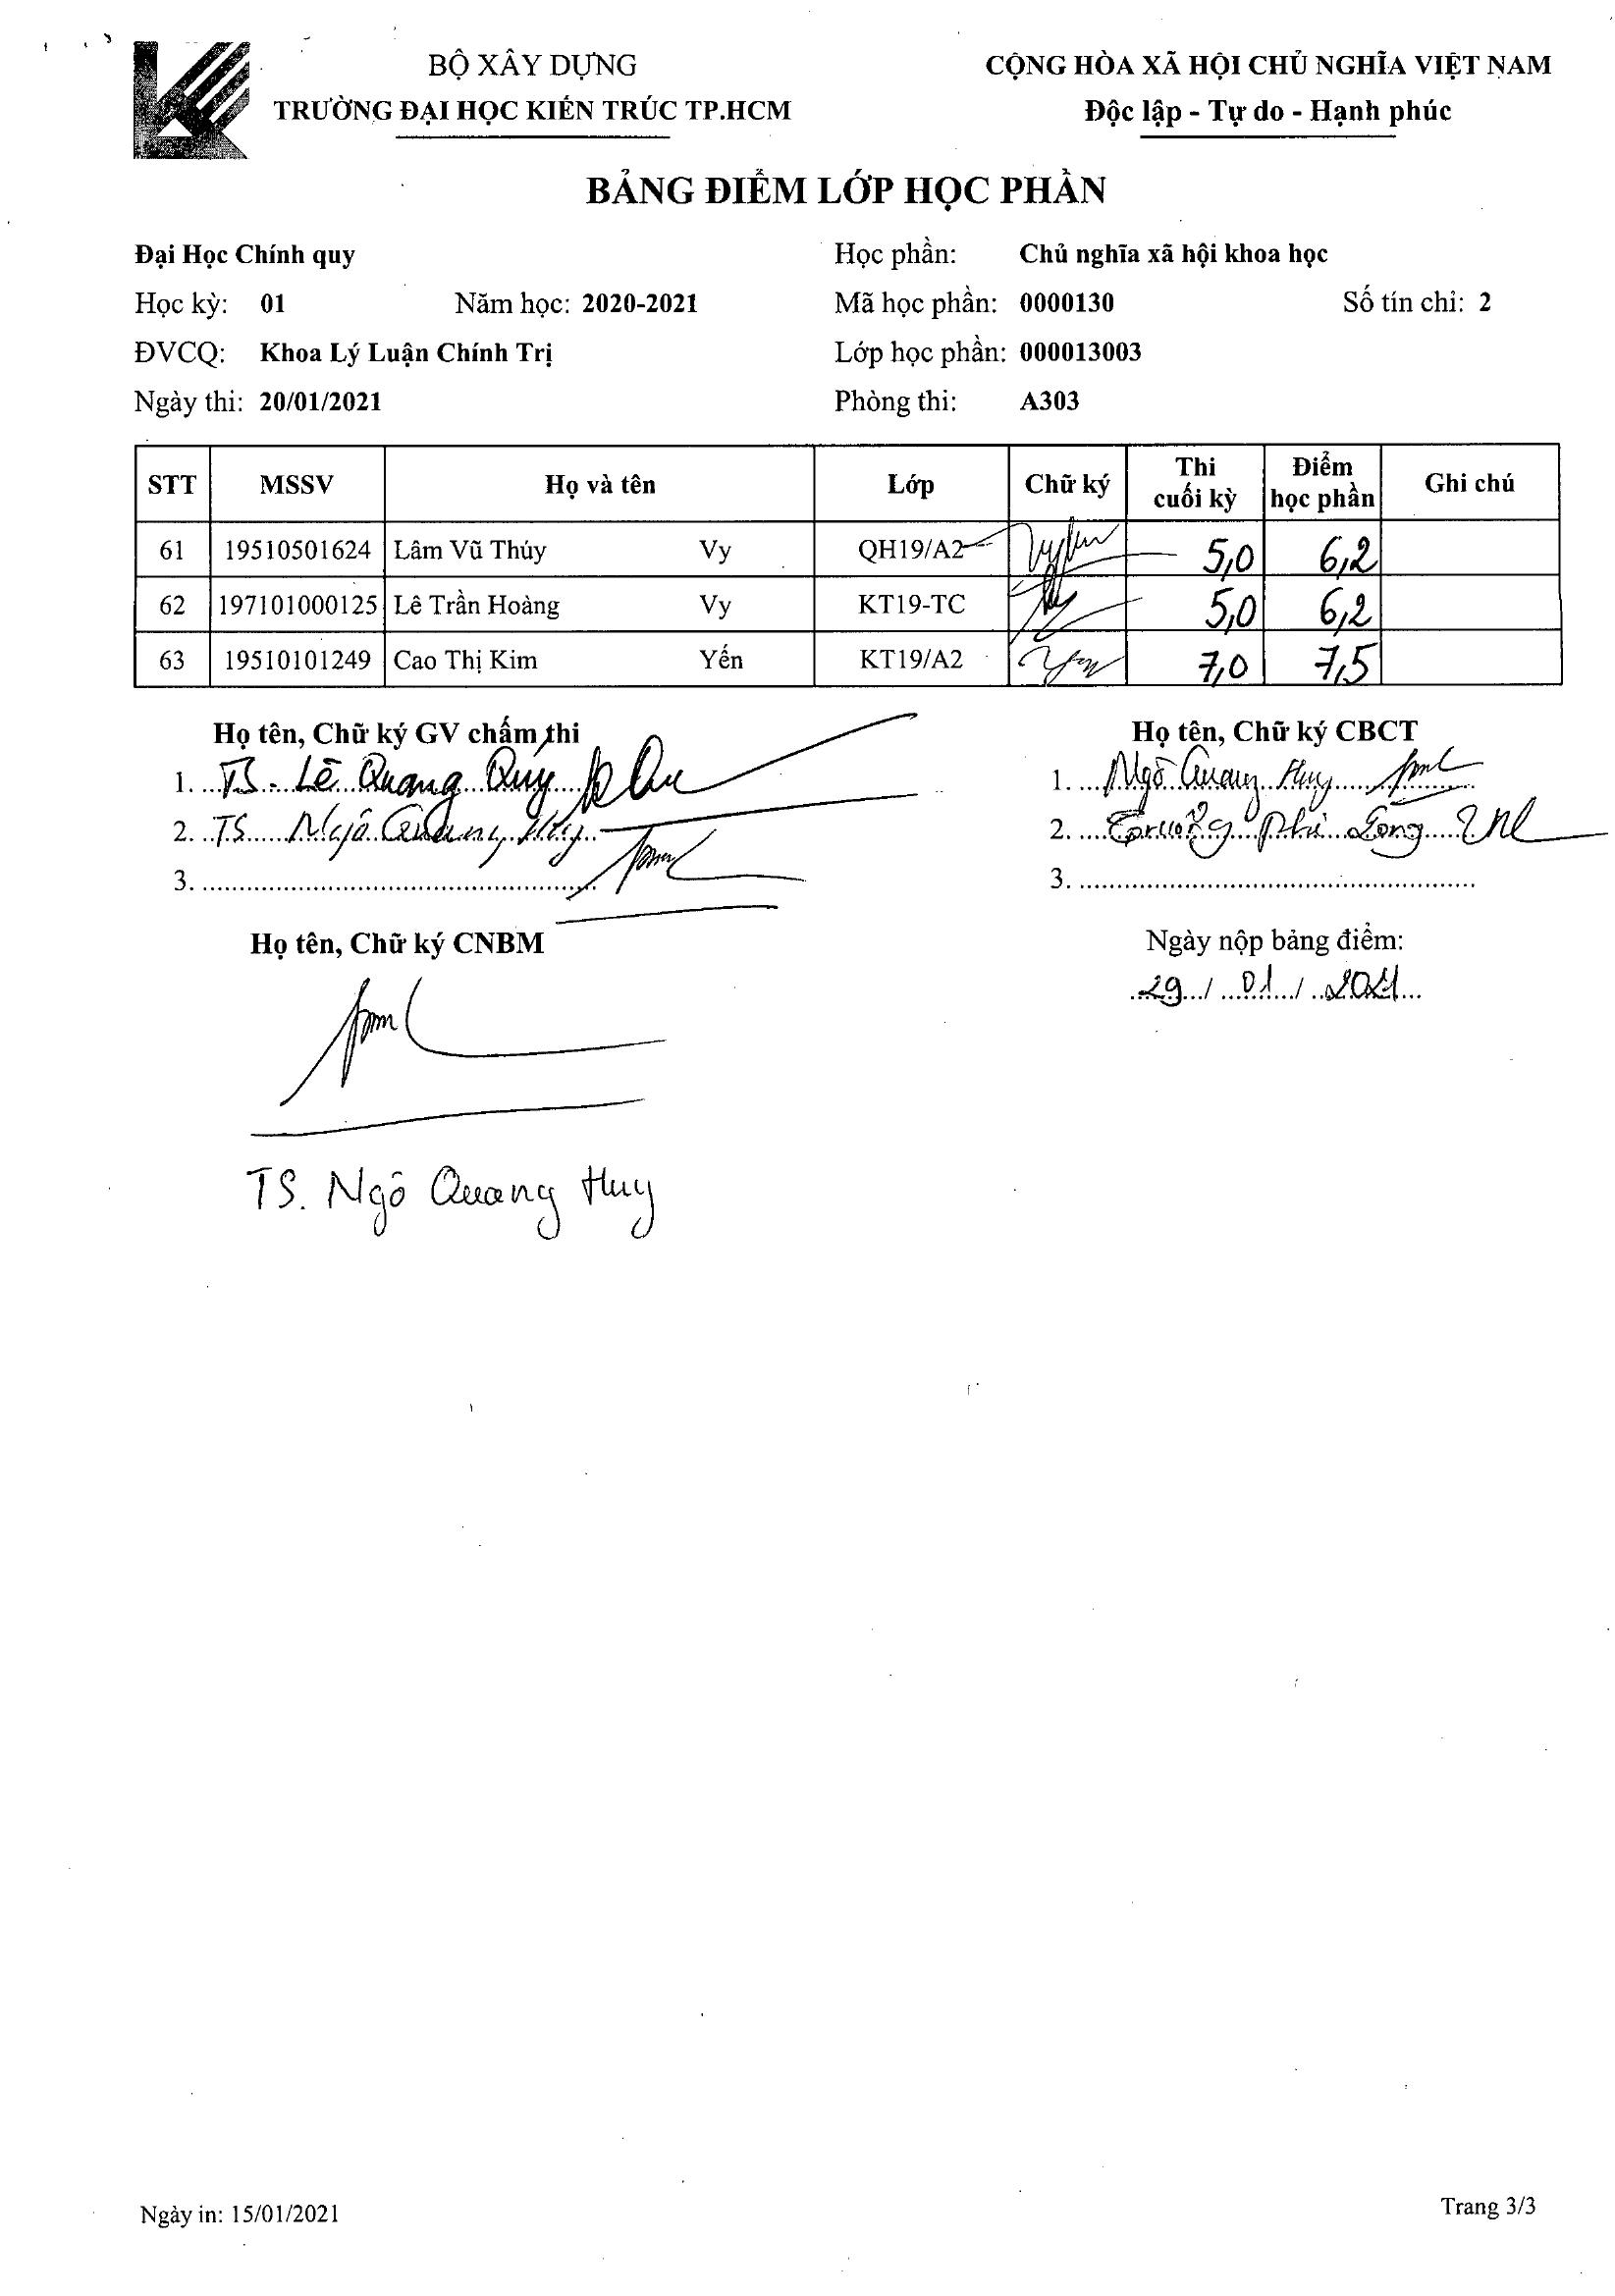 BỘ XÂY DỰNG
TRƯỜNG ĐẠI HỌC KIẾN TRÚC TP.HCM
CỘNG HÒA XÃ HỘI CHỦ NGHĨA VIỆT NAM
Độc lập - Tự do - Hạnh phúc
BẢNG ĐIỂM LỚP HỌC PHẦN
Đại Học Chính quy Học phần: Chủ nghĩa xã hội khoa học
Học kỳ: 01 Năm học: 2020-2021 Mã học phần: 0000130 Số tín chỉ: 2
ĐVCQ: Khoa Lý Luận Chính Trị Lớp học phần: 000013003
Ngày thi: 20/01/2021 Phòng thi: A303
STT MSSV Họ và tên Lớp Chữ ký Thi cuối kỳ Điểm học phần Ghi chú
61 19510501624 Lâm Vũ Thúy Vy QH19/A2 5,0 6,2
62 197101000125 Lê Trần Hoàng Vy KT19-TC 5,0 6,2
63 19510101249 Cao Thị Kim Yến KT19/A2 7,0 7,5
Họ tên, Chữ ký GV chấm thi
1. TS. Lê Quang Quý
2. TS Ngô Quang Huy
3.
Họ tên, Chữ ký CBCT
1. Ngô Quang Huy
2. Phú
3.
Họ tên, Chữ ký CNBM
TS. Ngô Quang Huy
Ngày nộp bảng điểm:
29 / 01 / 2021
Ngày in: 15/01/2021
Trang 3/3